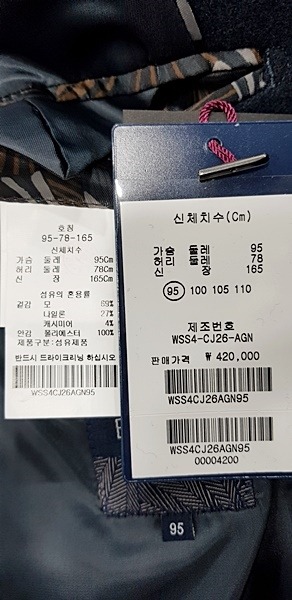 호칭
95-78-165
신체치수
가슴 둘레 95Cm
허리 둘레 78Cm
신 장 165Cm
섬유의 혼용률
겉감 모 69%
나일론 27%
캐시미어 4%
안감 폴리에스터 100%
제품구분:섬유제품
반드시 드라이크리닝 하십시오
WSS4CJ26AGN95
신체치수(Cm)
가슴 둘레 95
허리 둘레 78
신 장 165
95 100 105 110
제조번호
WSS4-CJ26-AGN
판매가격 ₩ 420,000
WSS4CJ26AGN95
WSS4CJ26AGN95
00004200
95